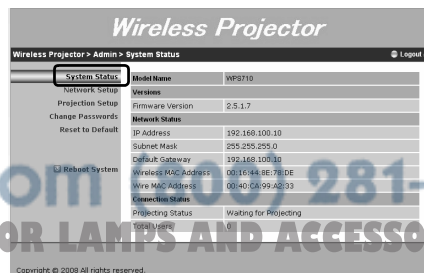 Wireless Projector
Wireless Projector > Admin > System Status
Logout
System Status
Network Setup
Projection Setup
Change Passwords
Reset to Default
Reboot System
Model Name WPS710
Versions
Firmware Version 2.5.1.7
Network Status
IP Address 192.168.100.10
Subnet Mask 255.255.255.0
Default Gateway 192.168.100.10
Wireless MAC Address 00:16:44:8E:78:DE
Wire MAC Address 00:40:CA:99:A2:33
Connection Status
Projecting Status Waiting for Projecting
Total Users 0
Copyright © 2008 All rights reserved.
om (800) 281-
OR LAMPS AND ACCESSO